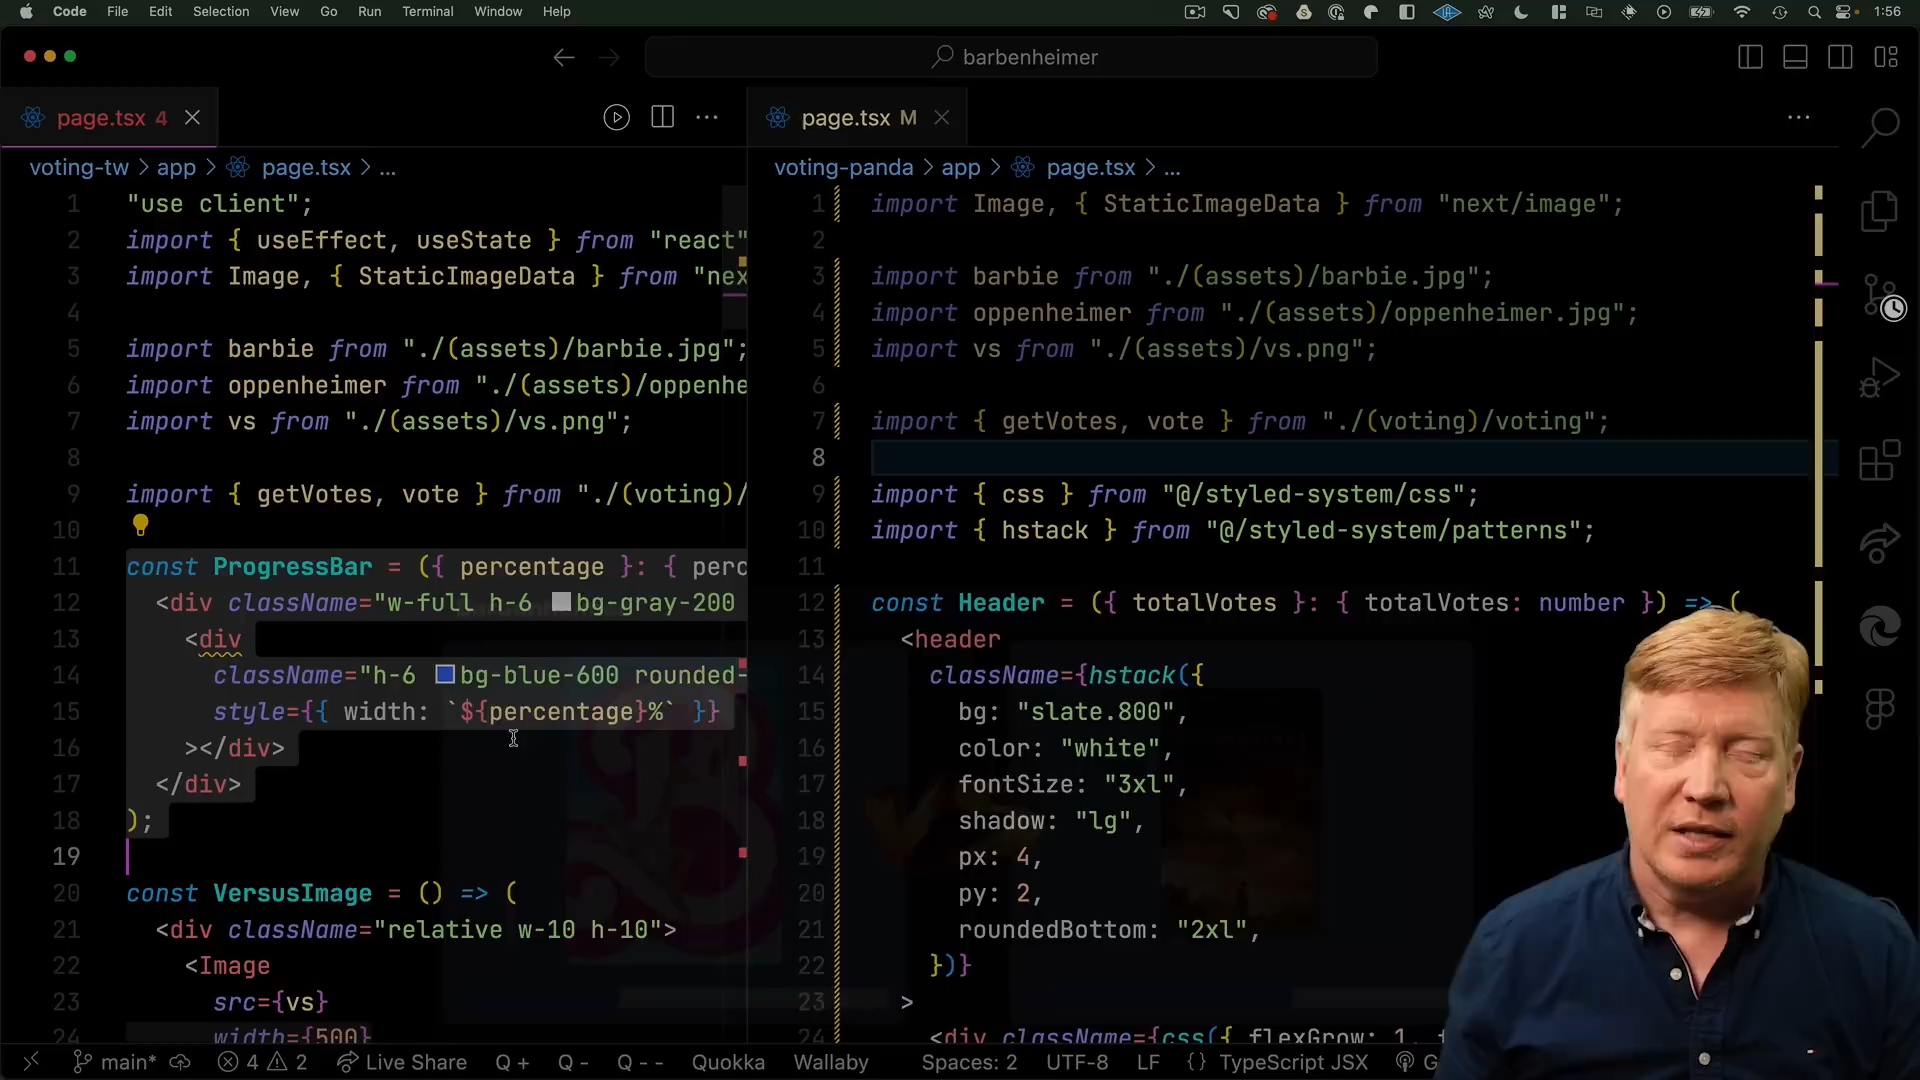 Code File Edit Selection View Go Run Terminal Window Help 1:56
barbenheimer
page.tsx 4
page.tsx M
voting-tw > app > page.tsx > ...
voting-panda > app > page.tsx > ...
1 "use client";
2 import { useEffect, useState } from "react"
3 import Image, { StaticImageData } from "nex
4
5 import barbie from "./(assets)/barbie.jpg";
6 import oppenheimer from "./(assets)/oppenhe
7 import vs from "./(assets)/vs.png";
8
9 import { getVotes, vote } from "./(voting)/
10
11 const ProgressBar = ({ percentage }: { perc
12 <div className="w-full h-6 bg-gray-200
13 <div
14 className="h-6 bg-blue-600 rounded-
15 style={{ width: `${percentage}%` }}
16 ></div>
17 </div>
18 );
19
20 const VersusImage = () => (
21 <div className="relative w-10 h-10">
22 <Image
23 src={vs}
24 width={500}
1 import Image, { StaticImageData } from "next/image";
2
3 import barbie from "./(assets)/barbie.jpg";
4 import oppenheimer from "./(assets)/oppenheimer.jpg";
5 import vs from "./(assets)/vs.png";
6
7 import { getVotes, vote } from "./(voting)/voting";
8
9 import { css } from "@/styled-system/css";
10 import { hstack } from "@/styled-system/patterns";
11
12 const Header = ({ totalVotes }: { totalVotes: number }) => (
13 <header
14 className={hstack({
15 bg: "slate.800",
16 color: "white",
17 fontSize: "3xl",
18 shadow: "lg",
19 px: 4,
20 py: 2,
21 roundedBottom: "2xl",
22 })}
23 >
24 <div className={css({ flexGrow: 1,
main* 4 2 Live Share Q + Q - Q -- Quokka Wallaby Spaces: 2 UTF-8 LF {} TypeScript JSX